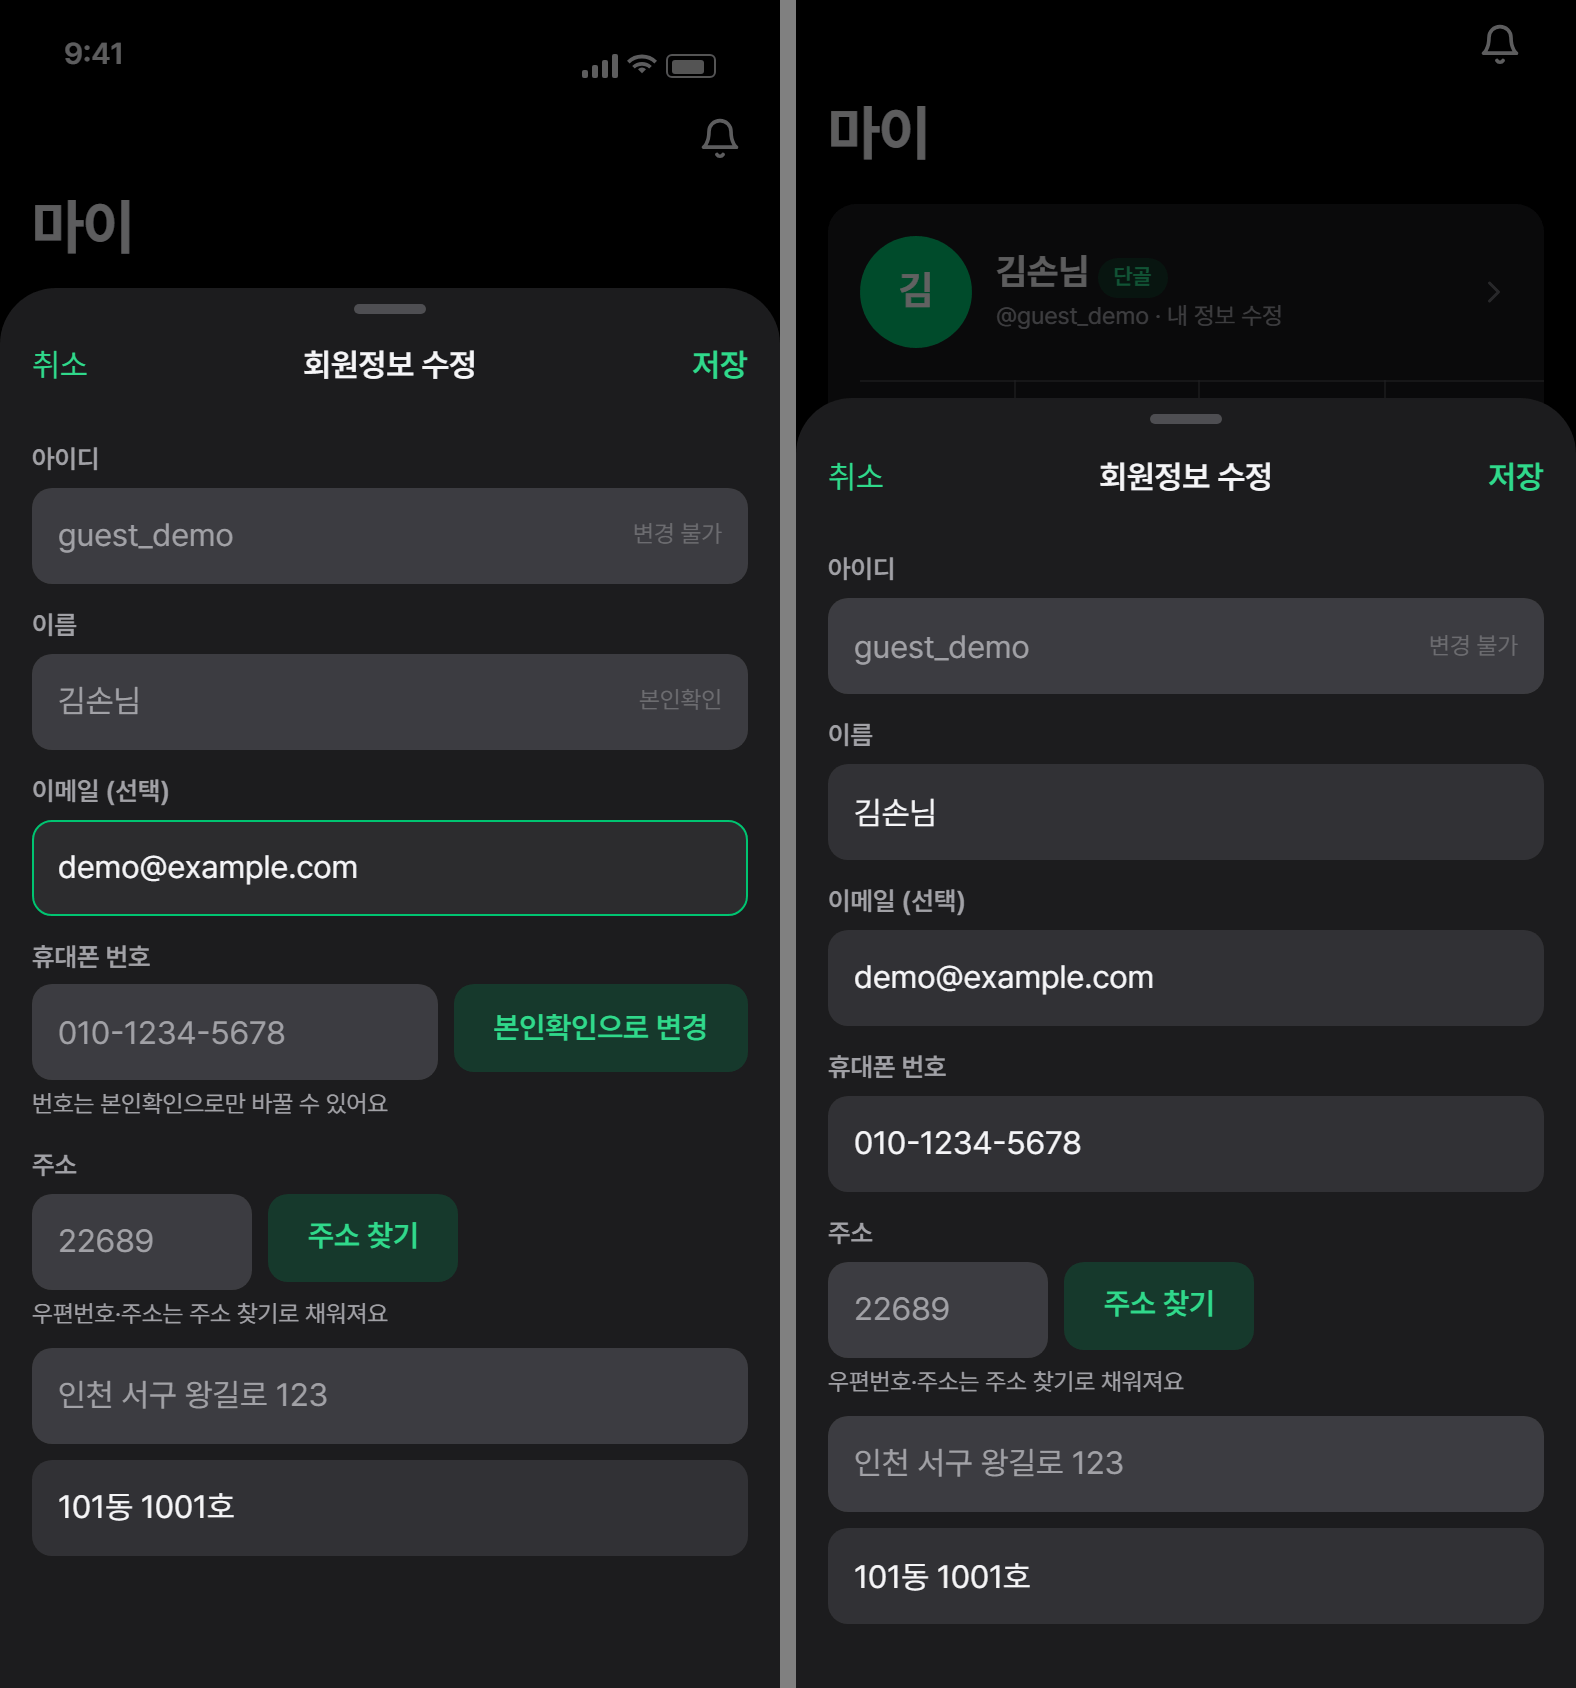 9:41
마이
취소
회원정보 수정
저장
아이디
guest_demo
변경 불가
이름
김손님
본인확인
이메일 (선택)
demo@example.com
휴대폰 번호
010-1234-5678
본인확인으로 변경
번호는 본인확인으로만 바꿀 수 있어요
주소
22689
주소 찾기
우편번호·주소는 주소 찾기로 채워져요
인천 서구 왕길로 123
101동 1001호
마이
김
김손님
단골
@guest_demo · 내 정보 수정
취소
회원정보 수정
저장
아이디
guest_demo
변경 불가
이름
김손님
이메일 (선택)
demo@example.com
휴대폰 번호
010-1234-5678
주소
22689
주소 찾기
우편번호·주소는 주소 찾기로 채워져요
인천 서구 왕길로 123
101동 1001호